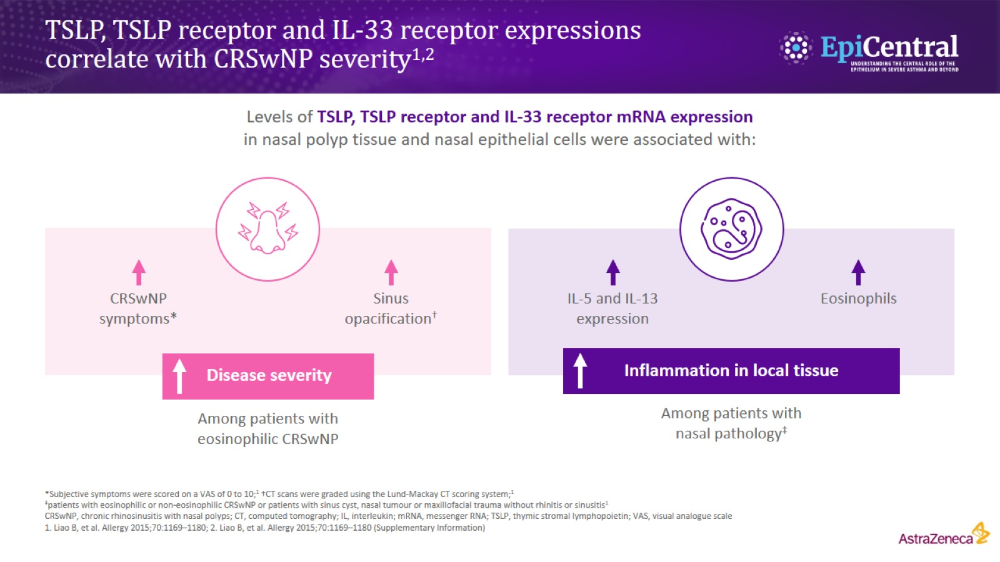 TSLP, TSLP receptor and IL-33 receptor expressions
correlate with CRSwNP severity1,2
EpiCentral
UNDERSTANDING THE CENTRAL ROLE OF THE
EPITHELIUM IN SEVERE ASTHMA AND BEYOND
Levels of TSLP, TSLP receptor and IL-33 receptor mRNA expression
in nasal polyp tissue and nasal epithelial cells were associated with:
CRSwNP
symptoms*
Sinus
opacification†
Disease severity
Among patients with
eosinophilic CRSwNP
IL-5 and IL-13
expression
Eosinophils
Inflammation in local tissue
Among patients with
nasal pathology‡
*Subjective symptoms were scored on a VAS of 0 to 10;1 †CT scans were graded using the Lund-Mackay CT scoring system;1
‡patients with eosinophilic or non-eosinophilic CRSwNP or patients with sinus cyst, nasal tumour or maxillofacial trauma without rhinitis or sinusitis1
CRSwNP, chronic rhinosinusitis with nasal polyps; CT, computed tomography; IL, interleukin; mRNA, messenger RNA; TSLP, thymic stromal lymphopoietin; VAS, visual analogue scale
1. Liao B, et al. Allergy 2015;70:1169–1180; 2. Liao B, et al. Allergy 2015;70:1169–1180 (Supplementary Information)
AstraZeneca